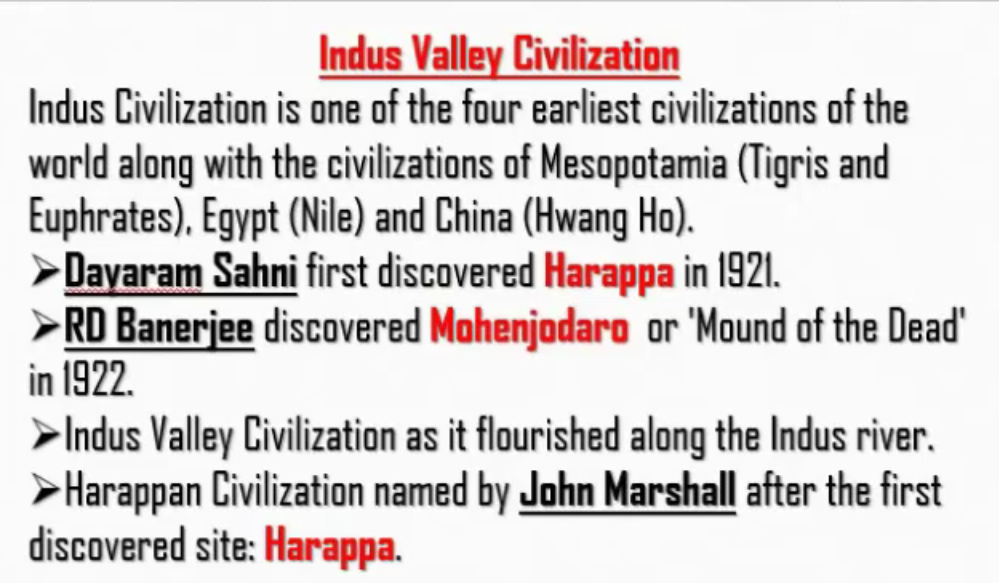 Indus Valley Civilization
Indus Civilization is one of the four earliest civilizations of the
world along with the civilizations of Mesopotamia (Tigris and
Euphrates), Egypt (Nile) and China (Hwang Ho).
➢Dayaram Sahni first discovered Harappa in 1921.
➢RD Banerjee discovered Mohenjodaro or 'Mound of the Dead'
in 1922.
➢Indus Valley Civilization as it flourished along the Indus river.
➢Harappan Civilization named by John Marshall after the first
discovered site: Harappa.